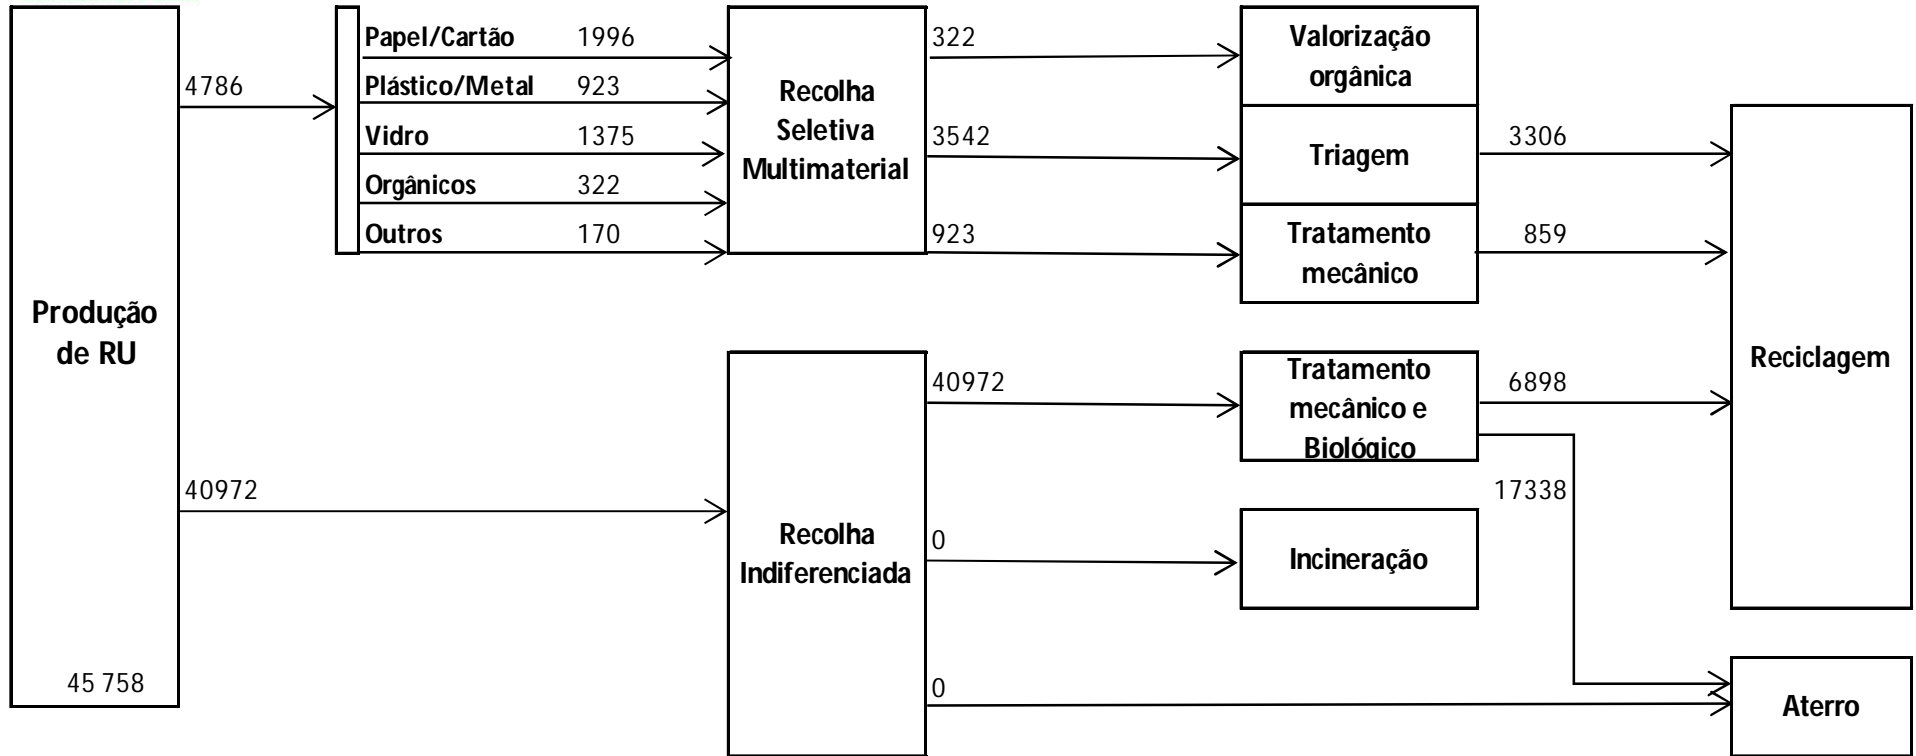 Papel/Cartão 1996
322
Valorização
orgânica
4786
Plástico/Metal 923
Recolha
Seletiva
Multimaterial
Vidro 1375
3542
Triagem
3306
Orgânicos 322
Outros 170
923
Tratamento
mecânico
859
Produção
de RU
Reciclagem
40972
Tratamento
mecânico e
Biológico
6898
40972
17338
Recolha
Indiferenciada
0
Incineração
45 758
0
Aterro